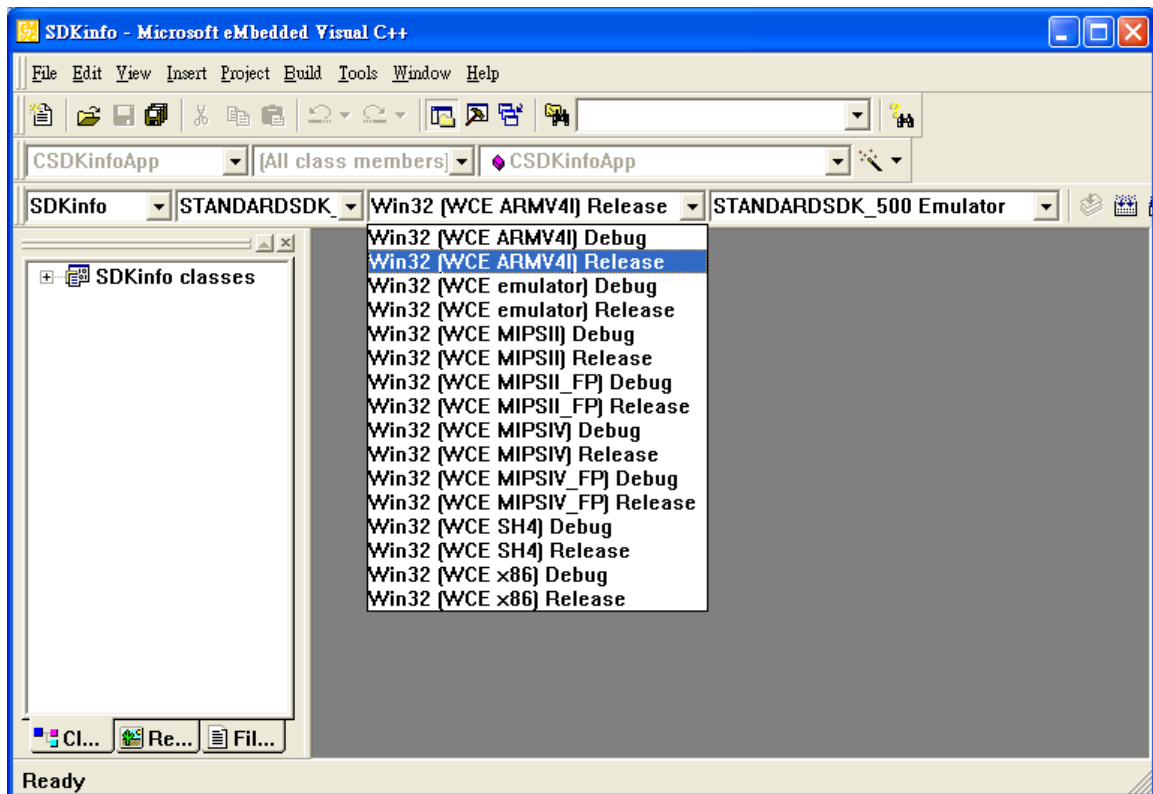 SDKinfo - Microsoft eMbedded Visual C++
File Edit View Insert Project Build Tools Window Help
CSDKinfoApp (All class members) CSDKinfoApp
SDKinfo STANDARDSDK_ Win32 (WCE ARMV4I) Release STANDARDSDK_500 Emulator
Win32 (WCE ARMV4I) Debug
Win32 (WCE ARMV4I) Release
Win32 (WCE emulator) Debug
Win32 (WCE emulator) Release
Win32 (WCE MIPSII) Debug
Win32 (WCE MIPSII) Release
Win32 (WCE MIPSII_FP) Debug
Win32 (WCE MIPSII_FP) Release
Win32 (WCE MIPSIV) Debug
Win32 (WCE MIPSIV) Release
Win32 (WCE MIPSIV_FP) Debug
Win32 (WCE MIPSIV_FP) Release
Win32 (WCE SH4) Debug
Win32 (WCE SH4) Release
Win32 (WCE x86) Debug
Win32 (WCE x86) Release
SDKinfo classes
Cl... Re... Fil...
Ready